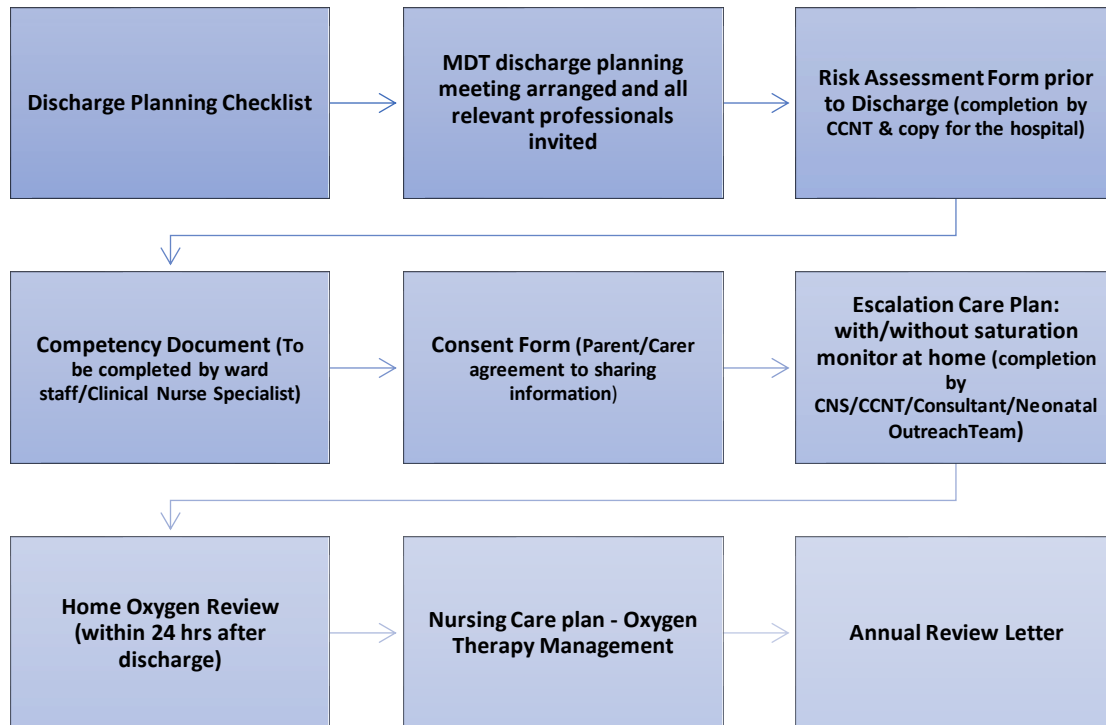 Discharge Planning Checklist
MDT discharge planning
meeting arranged and all
relevant professionals
invited
Risk Assessment Form prior
to Discharge (completion by
CCNT & copy for the hospital)
Competency Document (To
be completed by ward
staff/Clinical Nurse Specialist)
Consent Form (Parent/Carer
agreement to sharing
information)
Escalation Care Plan:
with/without saturation
monitor at home (completion
by
CNS/CCNT/Consultant/Neonatal
OutreachTeam)
Home Oxygen Review
(within 24 hrs after
discharge)
Nursing Care plan - Oxygen
Therapy Management
Annual Review Letter